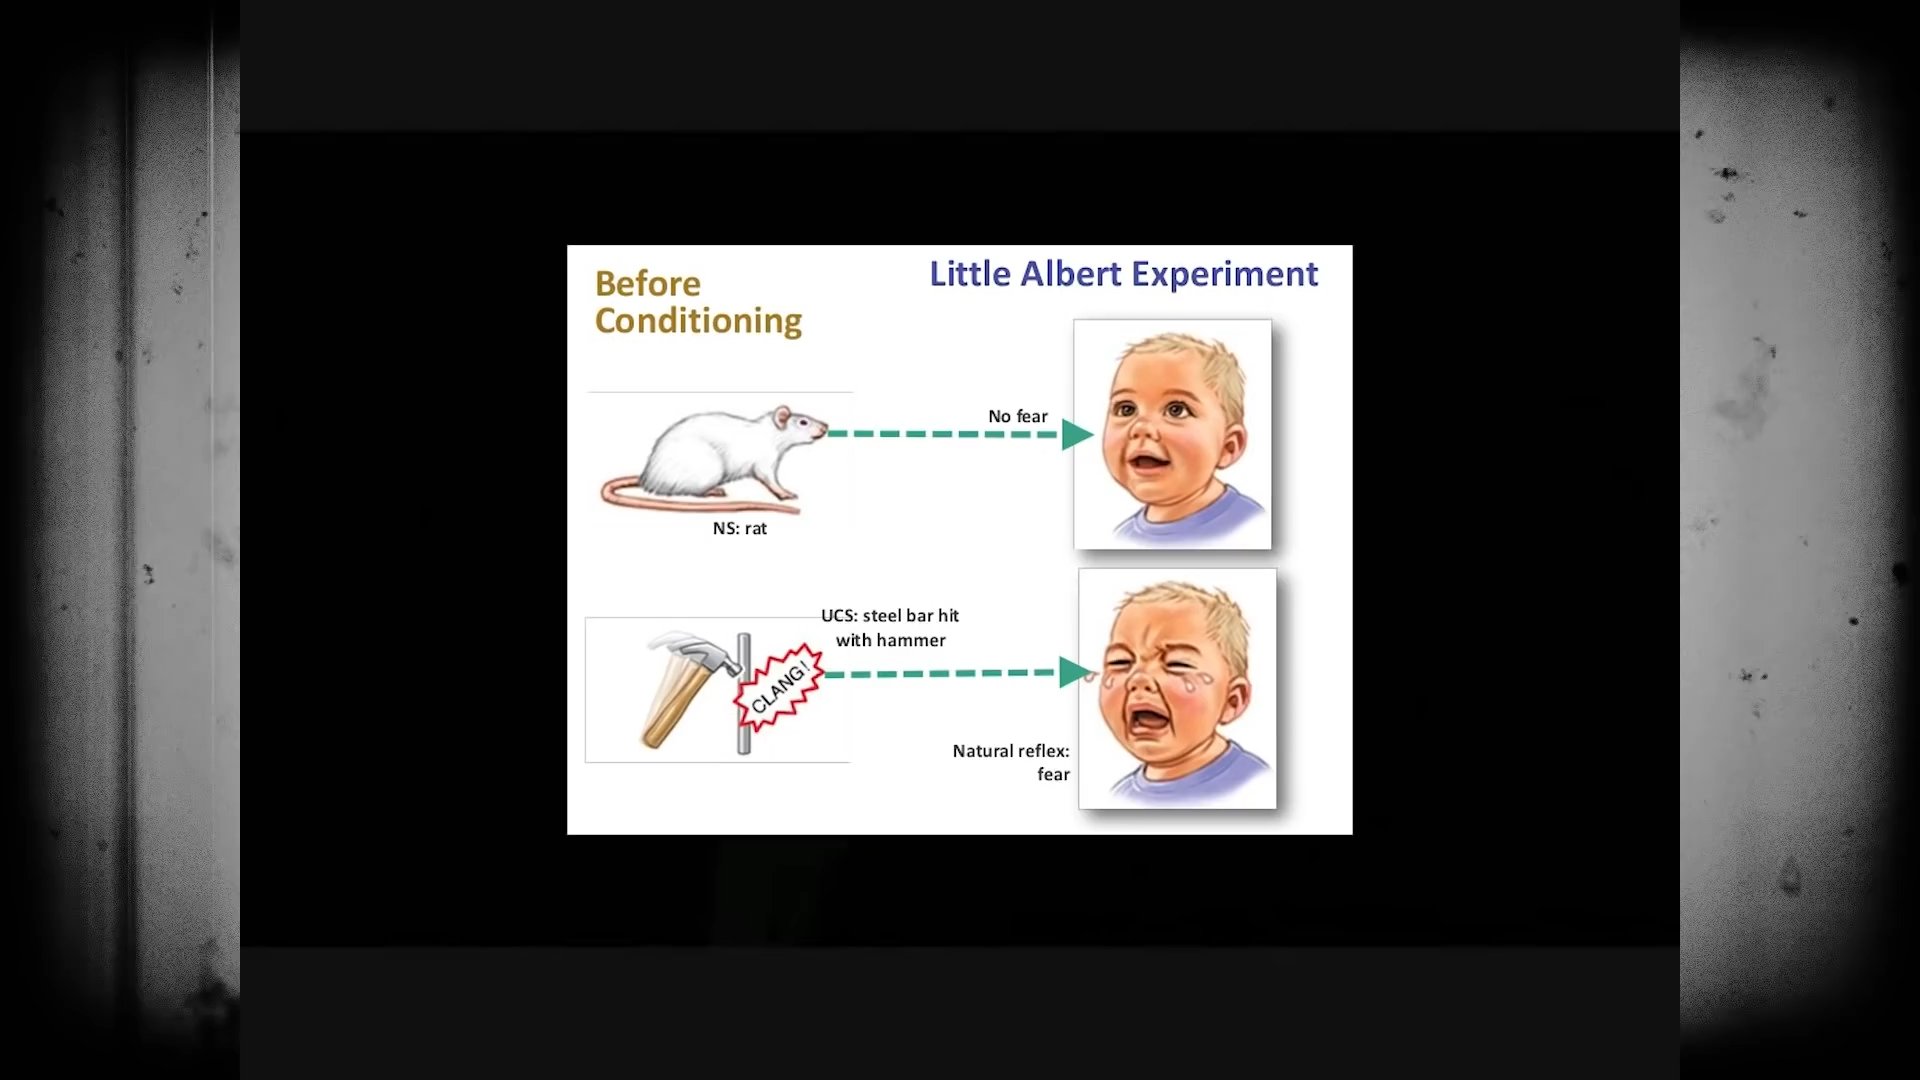 Before
Conditioning
Little Albert Experiment
No fear
NS: rat
UCS: steel bar hit
with hammer
CLANG!
Natural reflex:
fear